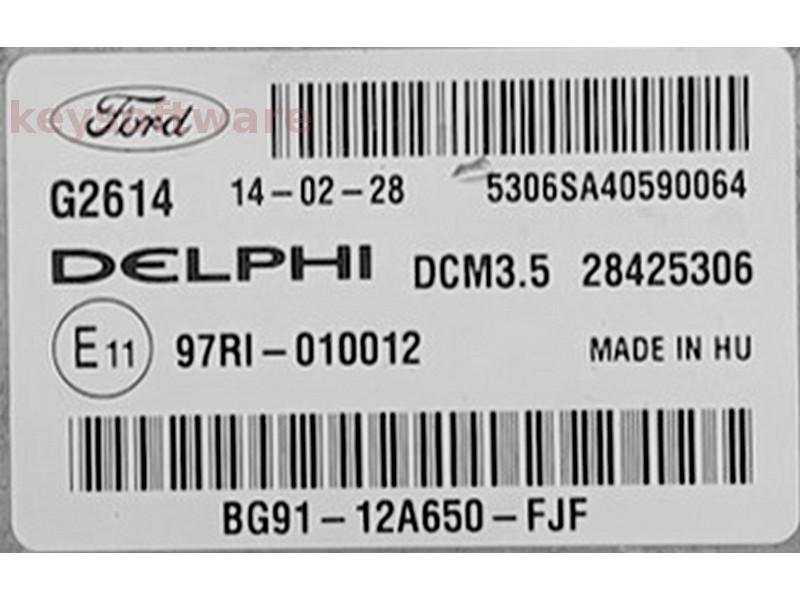 Ford
keysoftware
G2614 14-02-28 5306SA40590064
DELPHI DCM3.5 28425306
E11 97RI-010012 MADE IN HU
BG91-12A650-FJF